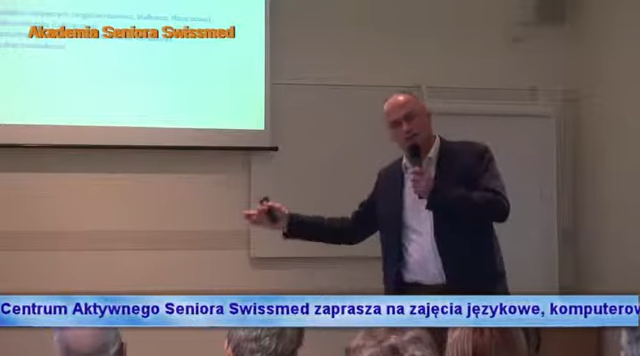 Akademia Seniora Swissmed
Centrum Aktywnego Seniora Swissmed zaprasza na zajęcia językowe, komputerow